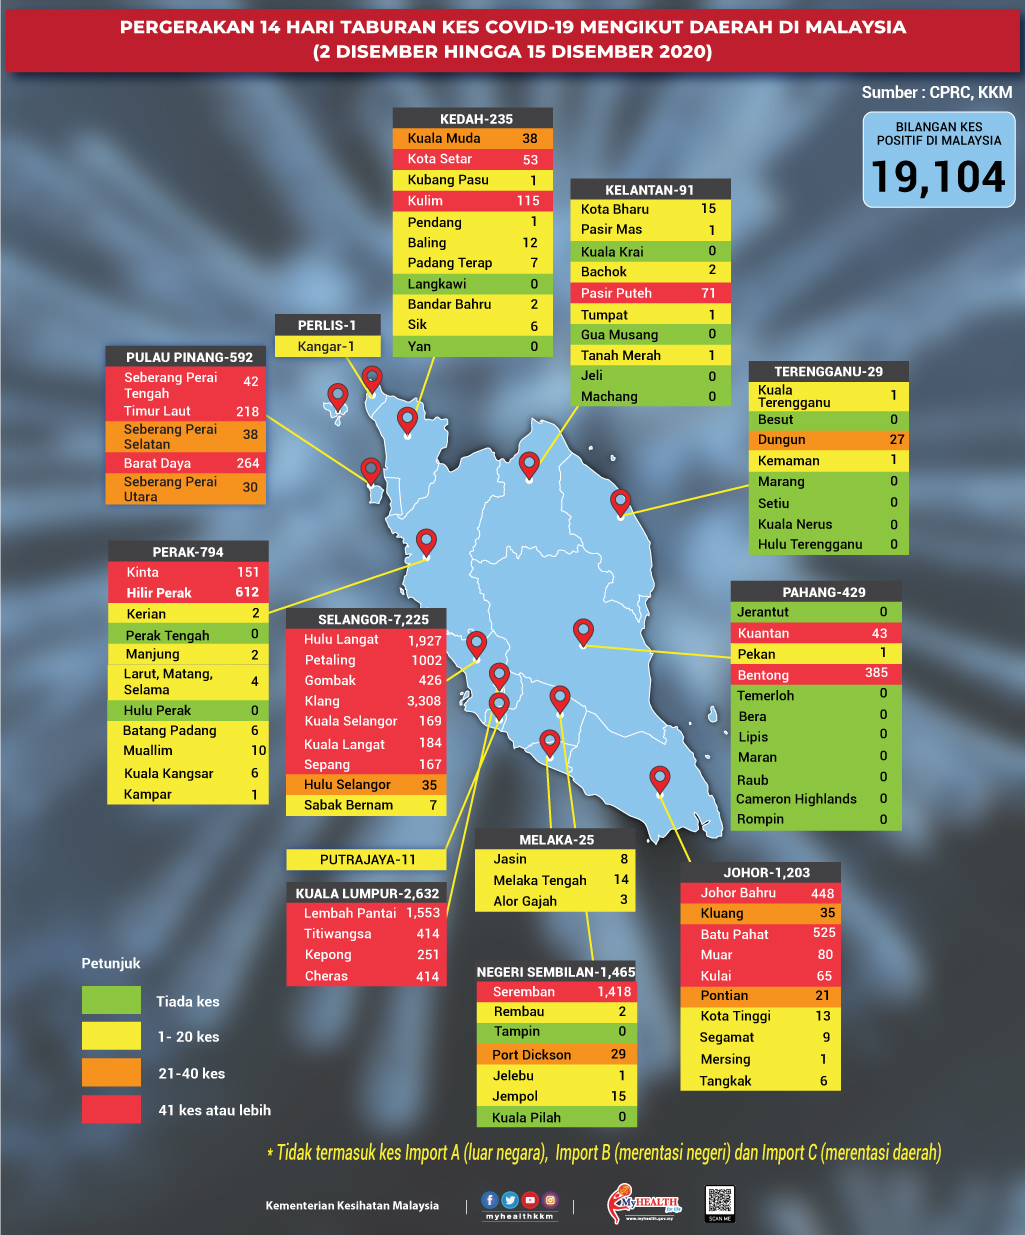 PERGERAKAN 14 HARI TABURAN KES COVID-19 MENGIKUT DAERAH DI MALAYSIA
(2 DISEMBER HINGGA 15 DISEMBER 2020)
Sumber : CPRC, KKM
BILANGAN KES
POSITIF DI MALAYSIA
19,104
KEDAH-235
Kuala Muda 38
Kota Setar 53
Kubang Pasu 1
Kulim 115
Pendang 1
Baling 12
Padang Terap 7
Langkawi 0
Bandar Bahru 2
Sik 6
Yan 0
KELANTAN-91
Kota Bharu 15
Pasir Mas 1
Kuala Krai 0
Bachok 2
Pasir Puteh 71
Tumpat 1
Gua Musang 0
Tanah Merah 1
Jeli 0
Machang 0
PERLIS-1
Kangar-1
PULAU PINANG-592
Seberang Perai
Tengah 42
Timur Laut 218
Seberang Perai
Selatan 38
Barat Daya 264
Seberang Perai
Utara 30
TERENGGANU-29
Kuala
Terengganu 1
Besut 0
Dungun 27
Kemaman 1
Marang 0
Setiu 0
Kuala Nerus 0
Hulu Terengganu 0
PERAK-794
Kinta 151
Hilir Perak 612
Kerian 2
Perak Tengah 0
Manjung 2
Larut, Matang,
Selama 4
Hulu Perak 0
Batang Padang 6
Muallim 10
Kuala Kangsar 6
Kampar 1
SELANGOR-7,225
Hulu Langat 1,927
Petaling 1002
Gombak 426
Klang 3,308
Kuala Selangor 169
Kuala Langat 184
Sepang 167
Hulu Selangor 35
Sabak Bernam 7
PAHANG-429
Jerantut 0
Kuantan 43
Pekan 1
Bentong 385
Temerloh 0
Bera 0
Lipis 0
Maran 0
Raub 0
Cameron Highlands 0
Rompin 0
PUTRAJAYA-11
KUALA LUMPUR-2,632
Lembah Pantai 1,553
Titiwangsa 414
Kepong 251
Cheras 414
MELAKA-25
Jasin 8
Melaka Tengah 14
Alor Gajah 3
JOHOR-1,203
Johor Bahru 448
Kluang 35
Batu Pahat 525
Muar 80
Kulai 65
Pontian 21
Kota Tinggi 13
Segamat 9
Mersing 1
Tangkak 6
NEGERI SEMBILAN-1,465
Seremban 1,418
Rembau 2
Tampin 0
Port Dickson 29
Jelebu 1
Jempol 15
Kuala Pilah 0
Petunjuk
Tiada kes
1- 20 kes
21-40 kes
41 kes atau lebih
* Tidak termasuk kes Import A (luar negara), Import B (merentasi negeri) dan Import C (merentasi daerah)
Kementerian Kesihatan Malaysia
myhealthkkm
MyHEALTH
for life
www.myhealth.gov.my
SCAN ME